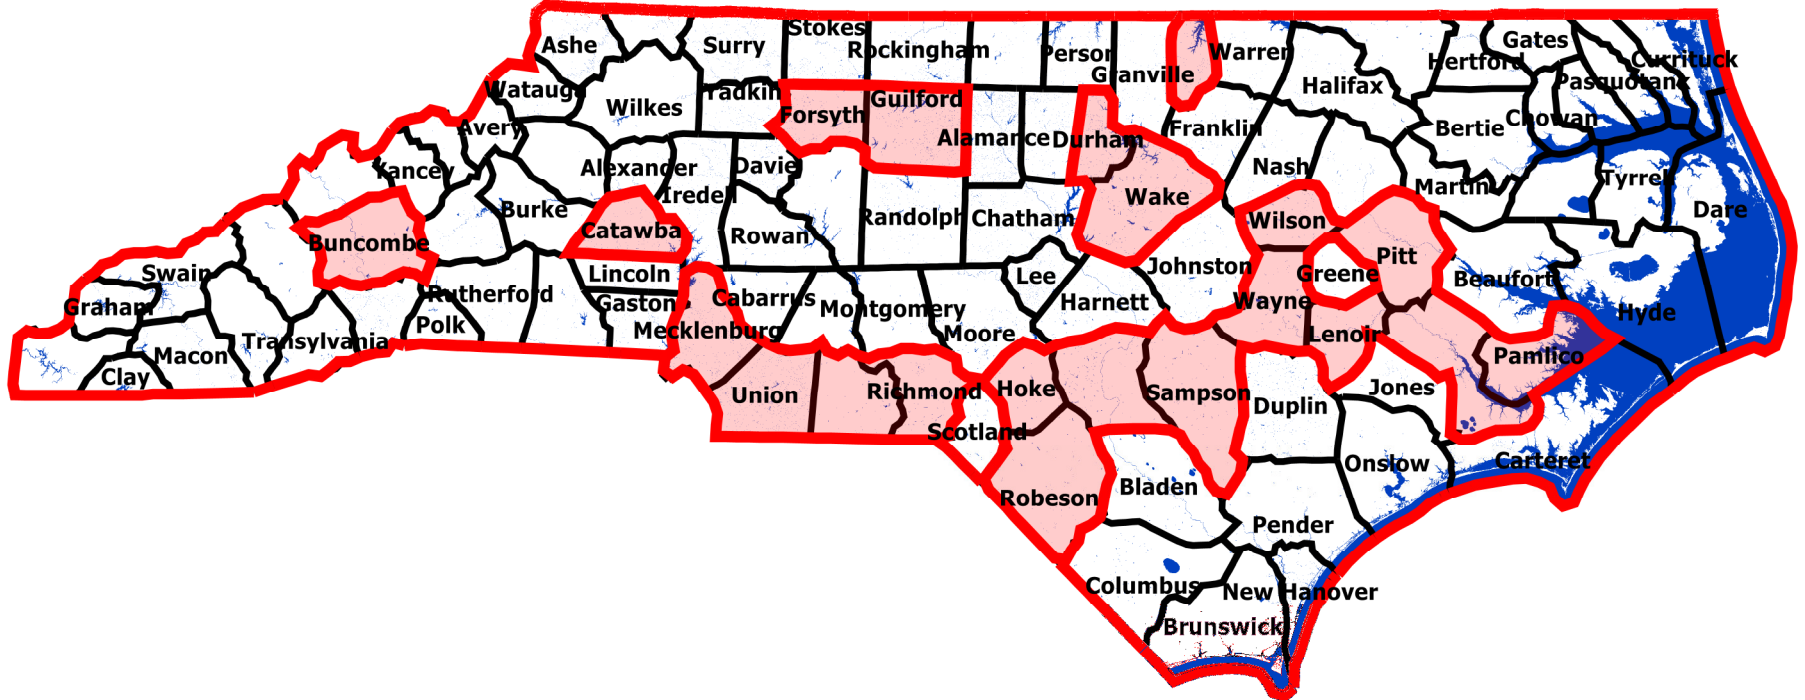 Stokes
Gates
Ashe
Surry
Rockingham
Person
Warren
Currituck
Hertford
Granville
Pasquotank
Watauga
Yadkin
Halifax
Wilkes
Guilford
Forsyth
Chowan
Avery
Franklin
Bertie
Alamance
Durham
Alexander
Davie
Nash
Yancey
Tyrrell
Iredell
Martin
Wake
Burke
Dare
Randolph
Chatham
Wilson
Catawba
Rowan
Buncombe
Pitt
Johnston
Swain
Lincoln
Lee
Greene
Beaufort
Rutherford
Cabarrus
Graham
Gaston
Harnett
Wayne
Montgomery
Hyde
Polk
Mecklenburg
Moore
Lenoir
Transylvania
Macon
Pamlico
Clay
Hoke
Jones
Union
Richmond
Sampson
Duplin
Scotland
Carteret
Onslow
Bladen
Robeson
Pender
Columbus
New Hanover
Brunswick